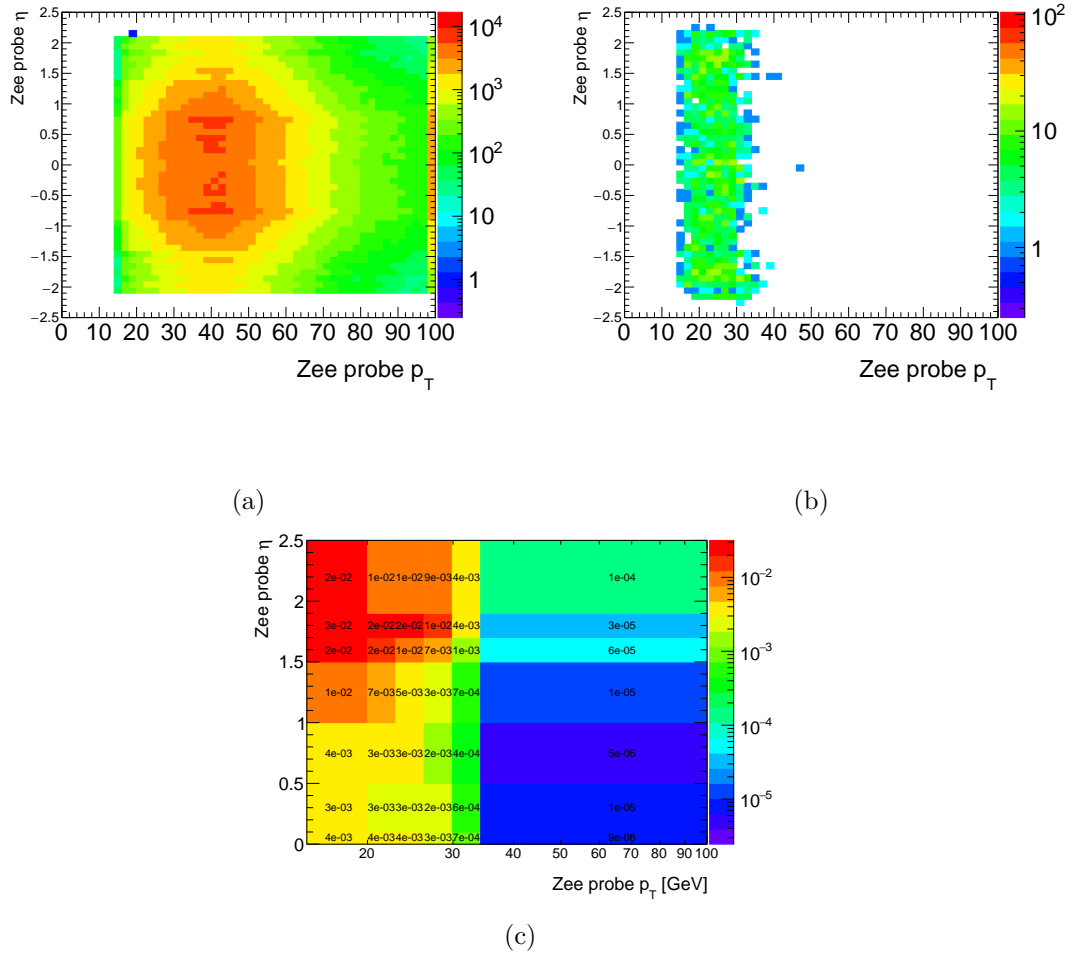 Zee probe η
2.5
2
1.5
1
0.5
0
−0.5
−1
−1.5
−2
−2.5
0 10 20 30 40 50 60 70 80 90 100
Zee probe p_T
10^4
10^3
10^2
10
1
Zee probe η
2.5
2
1.5
1
0.5
0
−0.5
−1
−1.5
−2
−2.5
0 10 20 30 40 50 60 70 80 90 100
Zee probe p_T
10^2
10
1
(a) (b)
Zee probe η
2.5
2
1.5
1
0.5
0
2e-02 1e-02 1e-02 9e-03 4e-03 1e-04
3e-02 2e-02 2e-02 1e-02 4e-03 3e-05
2e-02 2e-02 1e-02 7e-03 1e-03 6e-05
1e-02 7e-03 5e-03 3e-03 7e-04 1e-05
4e-03 3e-03 3e-03 2e-03 4e-04 5e-06
3e-03 3e-03 3e-03 2e-03 6e-04 1e-05
4e-03 4e-03 4e-03 3e-03 7e-04 9e-06
20 30 40 50 60 70 80 90 100
Zee probe p_T [GeV]
10^−2
10^−3
10^−4
10^−5
(c)